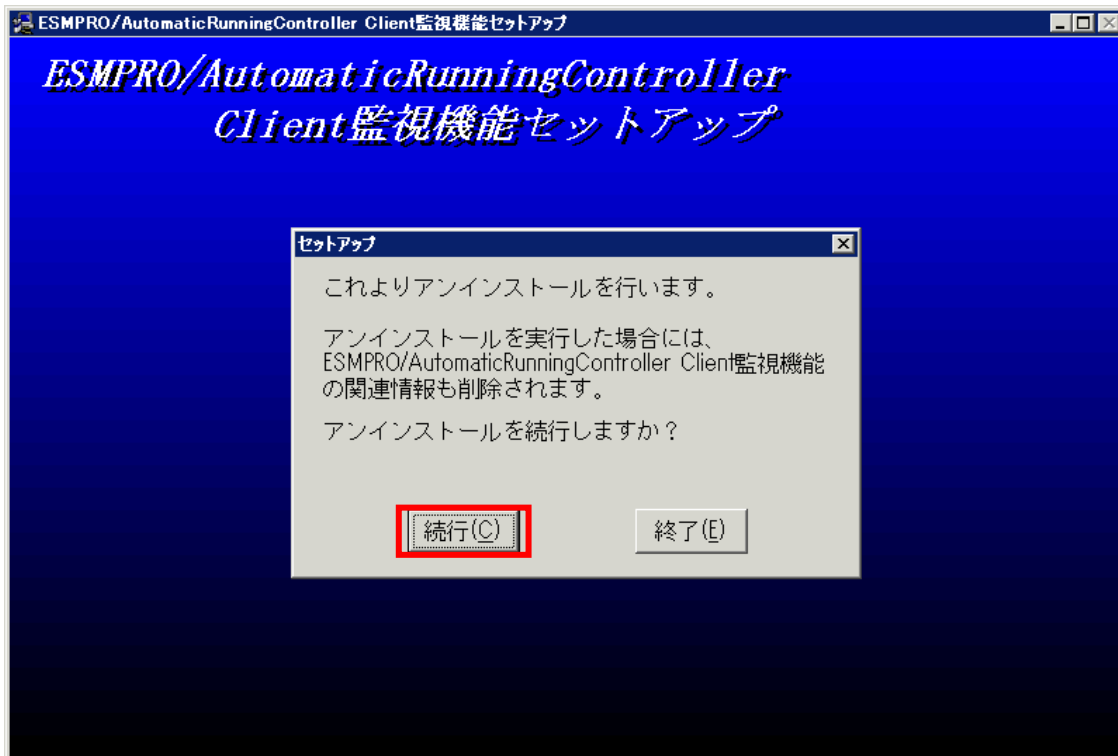 ESMPRO/AutomaticRunningController Client監視機能セットアップ
ESMPRO/AutomaticRunningController
Client監視機能セットアップ
セットアップ
これよりアンインストールを行います。
アンインストールを実行した場合には、
ESMPRO/AutomaticRunningController Client監視機能
の関連情報も削除されます。
アンインストールを続行しますか？
続行(C) 終了(E)